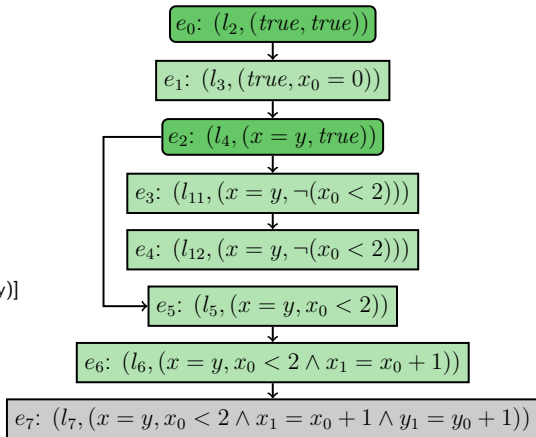 e₀: (l₂, (true, true))
e₁: (l₃, (true, x₀ = 0))
e₂: (l₄, (x = y, true))
e₃: (l₁₁, (x = y, ¬(x₀ < 2)))
e₄: (l₁₂, (x = y, ¬(x₀ < 2)))
y)]
e₅: (l₅, (x = y, x₀ < 2))
e₆: (l₆, (x = y, x₀ < 2 ∧ x₁ = x₀ + 1))
e₇: (l₇, (x = y, x₀ < 2 ∧ x₁ = x₀ + 1 ∧ y₁ = y₀ + 1))